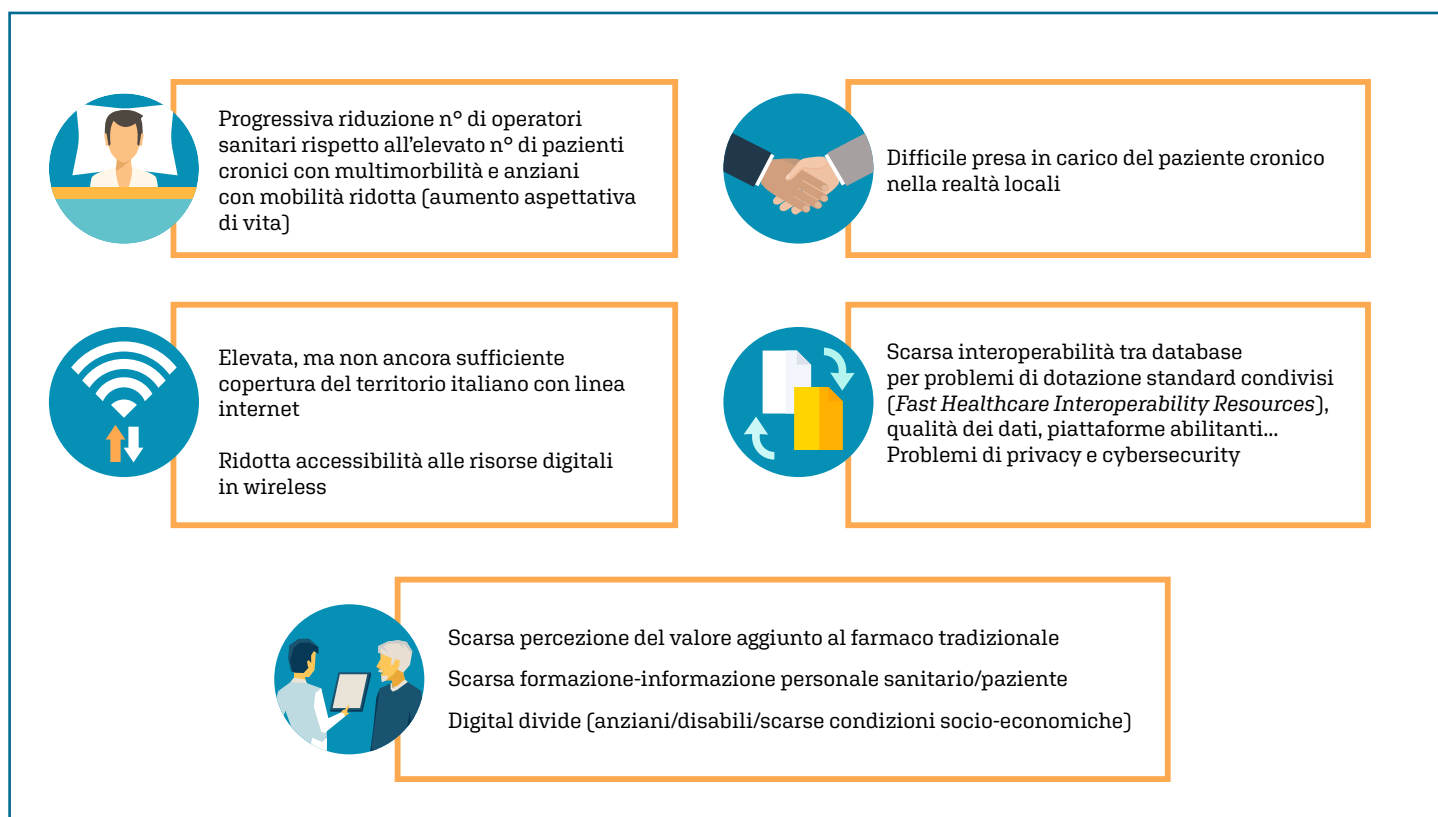 Progressiva riduzione n° di operatori
sanitari rispetto all'elevato n° di pazienti
cronici con multimorbilità e anziani
con mobilità ridotta (aumento aspettativa
di vita)
Difficile presa in carico del paziente cronico
nella realtà locali
Elevata, ma non ancora sufficiente
copertura del territorio italiano con linea
internet
Ridotta accessibilità alle risorse digitali
in wireless
Scarsa interoperabilità tra database
per problemi di dotazione standard condivisi
(Fast Healthcare Interoperability Resources),
qualità dei dati, piattaforme abilitanti...
Problemi di privacy e cybersecurity
Scarsa percezione del valore aggiunto al farmaco tradizionale
Scarsa formazione-informazione personale sanitario/paziente
Digital divide (anziani/disabili/scarse condizioni socio-economiche)